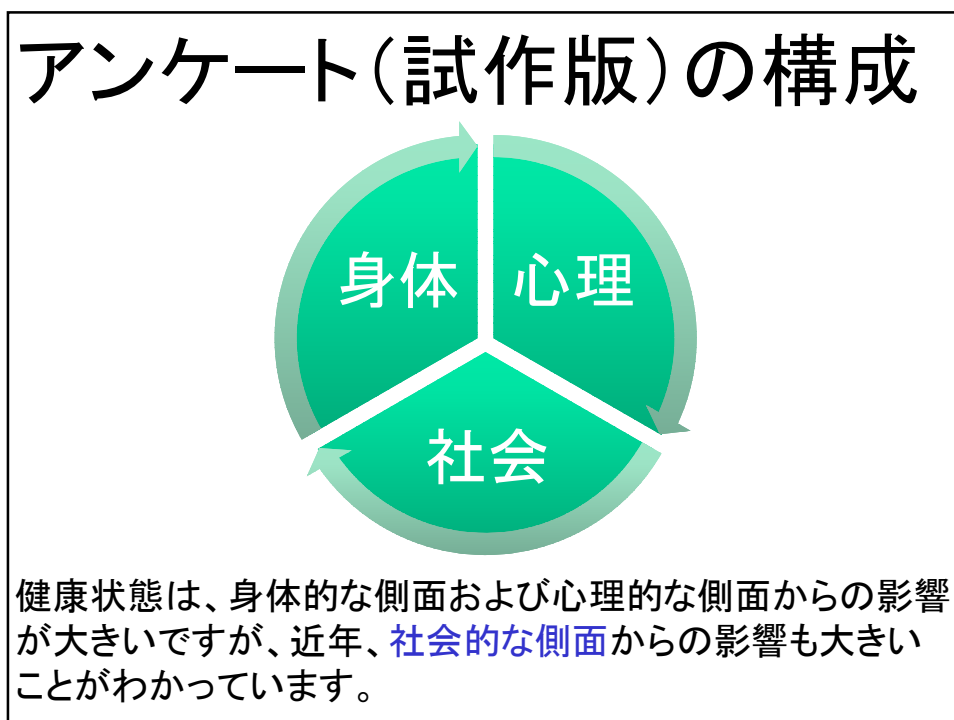 アンケート(試作版)の構成
身体
心理
社会
健康状態は、身体的な側面および心理的な側面からの影響
が大きいですが、近年、社会的な側面からの影響も大きい
ことがわかっています。